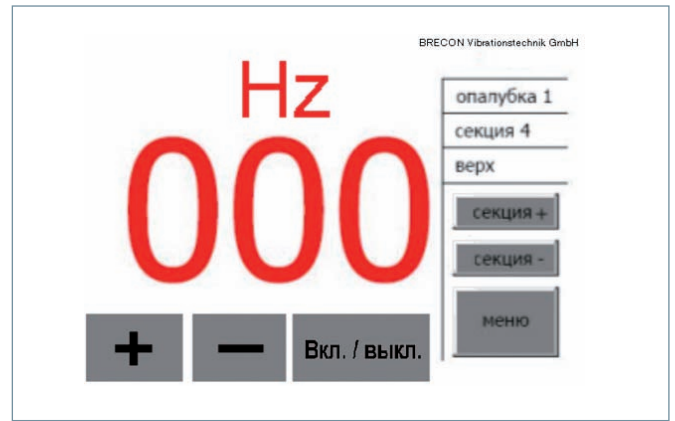 BRECON Vibrationstechnik GmbH
Hz
000
опалубка 1
секция 4
верх
секция +
секция -
меню
+
−
Вкл. / выкл.